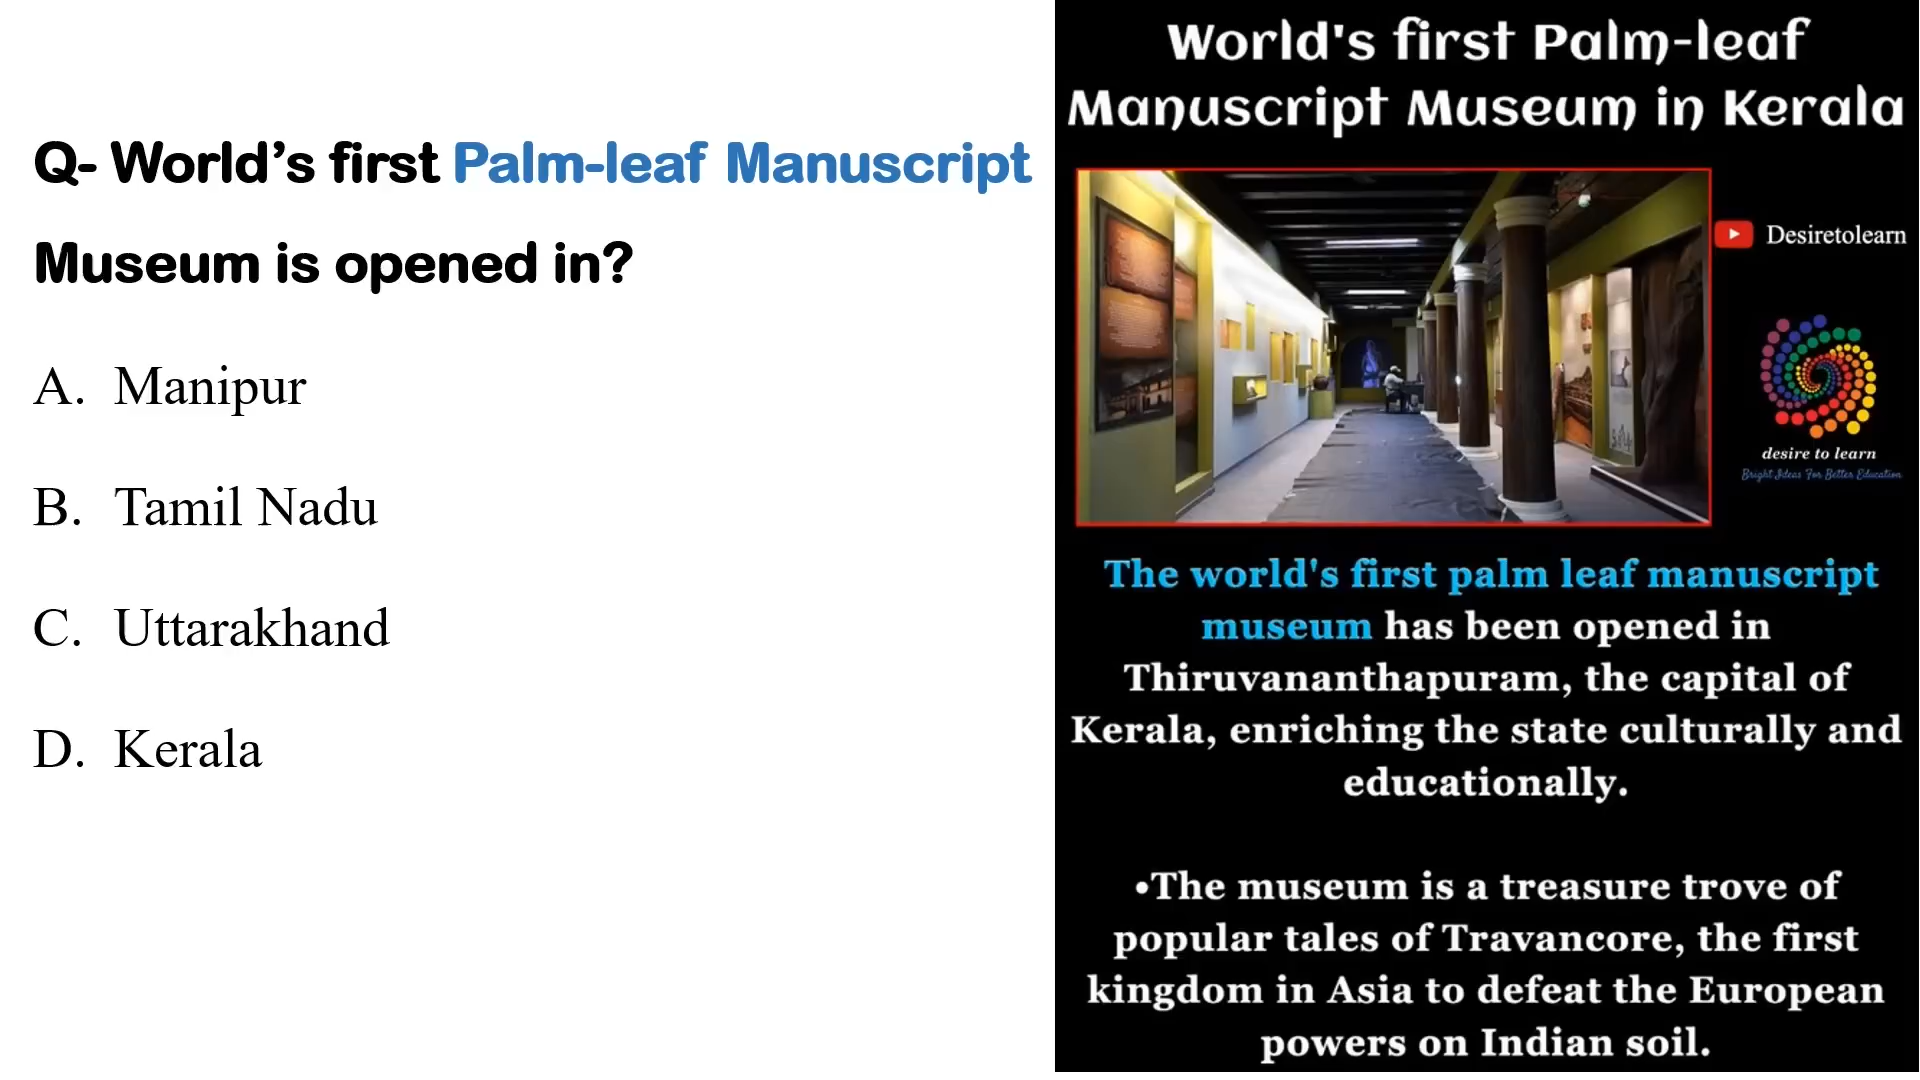 Q- World’s first Palm-leaf Manuscript
Museum is opened in?
A. Manipur
B. Tamil Nadu
C. Uttarakhand
D. Kerala
World's first Palm-leaf
Manuscript Museum in Kerala
Desiretolearn
desire to learn
Bright Ideas For Better Education
The world's first palm leaf manuscript
museum has been opened in
Thiruvananthapuram, the capital of
Kerala, enriching the state culturally and
educationally.
•The museum is a treasure trove of
popular tales of Travancore, the first
kingdom in Asia to defeat the European
powers on Indian soil.